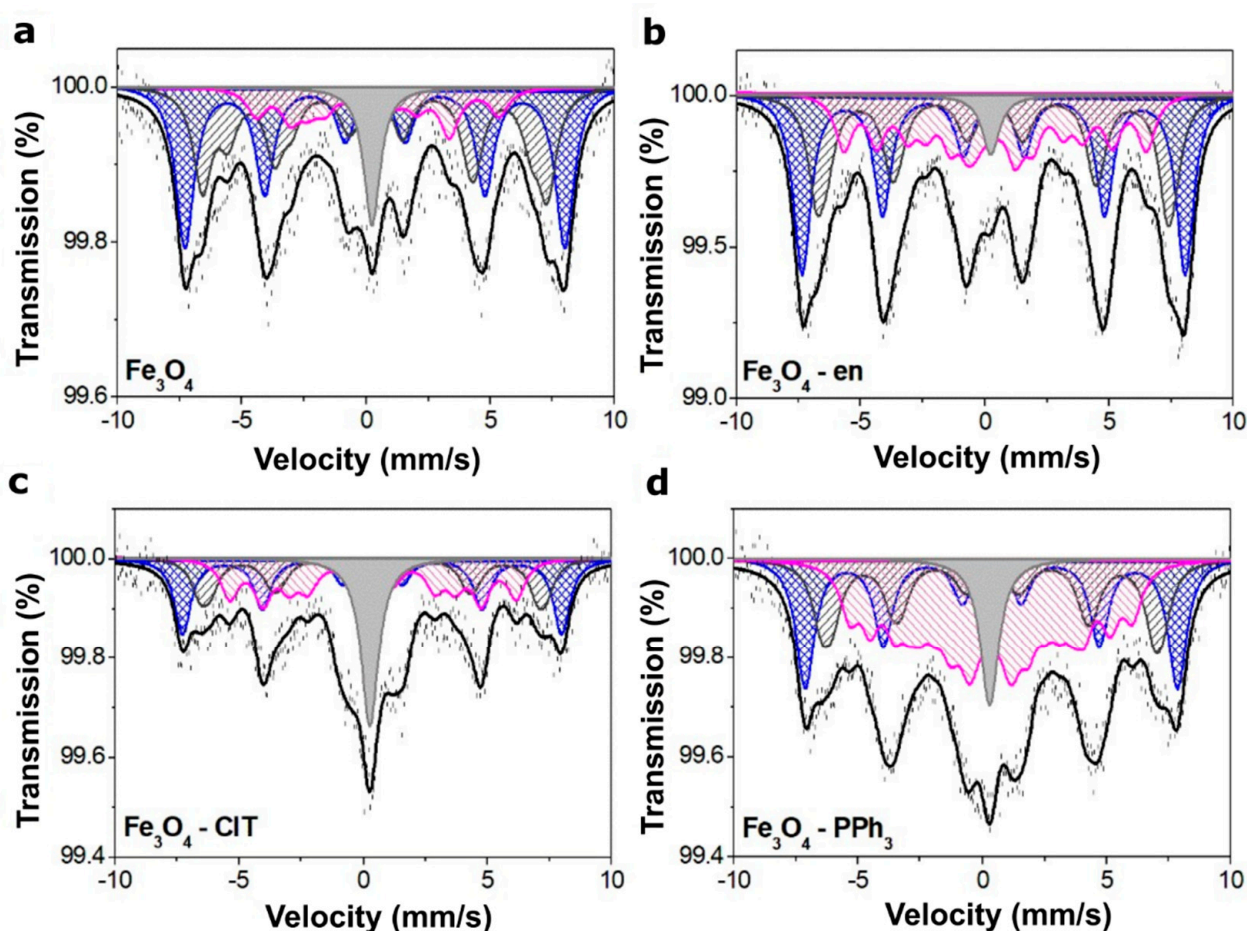 a
Transmission (%)
100.0
99.8
99.6
-10 -5 0 5 10
Velocity (mm/s)
Fe₃O₄
b
Transmission (%)
100.0
99.5
99.0
-10 -5 0 5 10
Velocity (mm/s)
Fe₃O₄ - en
c
Transmission (%)
100.0
99.8
99.6
99.4
-10 -5 0 5 10
Velocity (mm/s)
Fe₃O₄ - CIT
d
Transmission (%)
100.0
99.8
99.6
99.4
-10 -5 0 5 10
Velocity (mm/s)
Fe₃O₄ - PPh₃